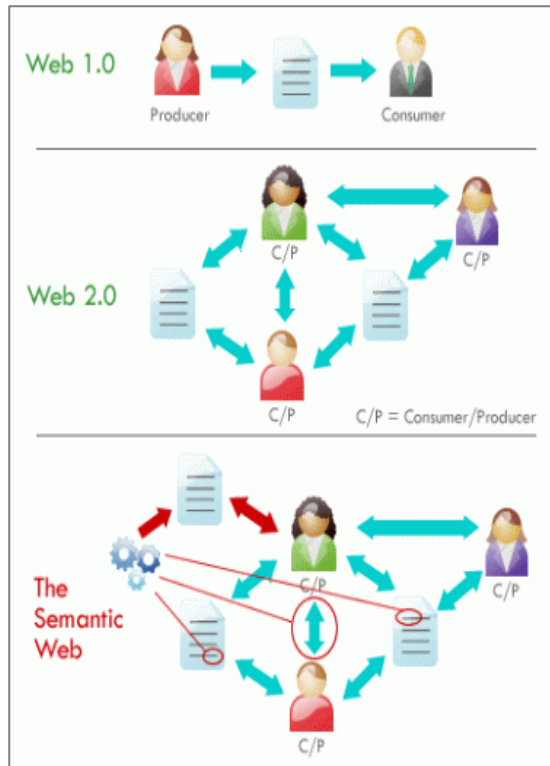 Web 1.0
Producer
Consumer
C/P
C/P
Web 2.0
C/P
C/P = Consumer/Producer
C/P
C/P
The
Semantic
Web
C/P